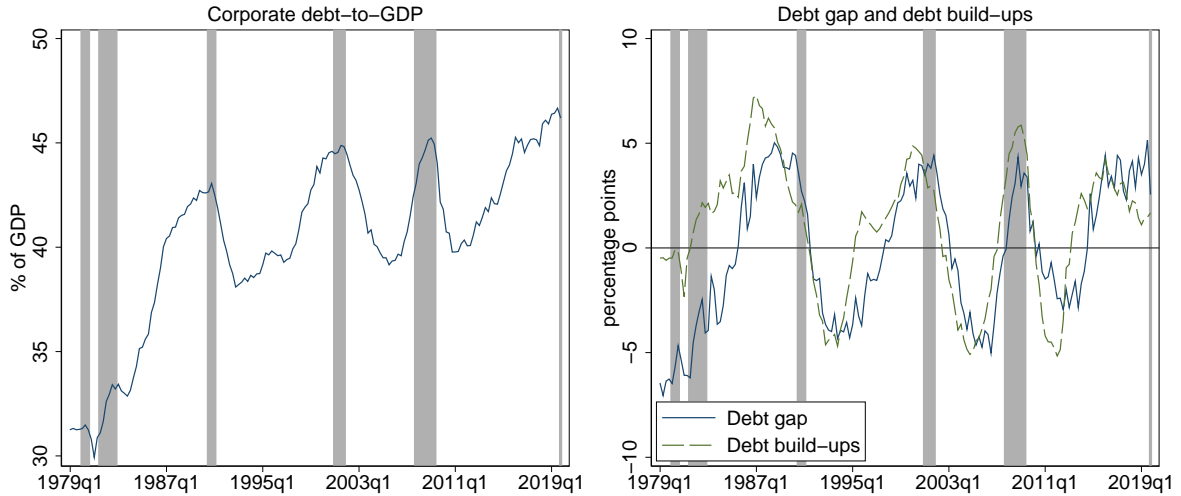 Corporate debt−to−GDP
% of GDP
50
45
40
35
30
1979q1 1987q1 1995q1 2003q1 2011q1 2019q1
Debt gap and debt build−ups
percentage points
10
5
0
−5
−10
Debt gap
Debt build−ups
1979q1 1987q1 1995q1 2003q1 2011q1 2019q1